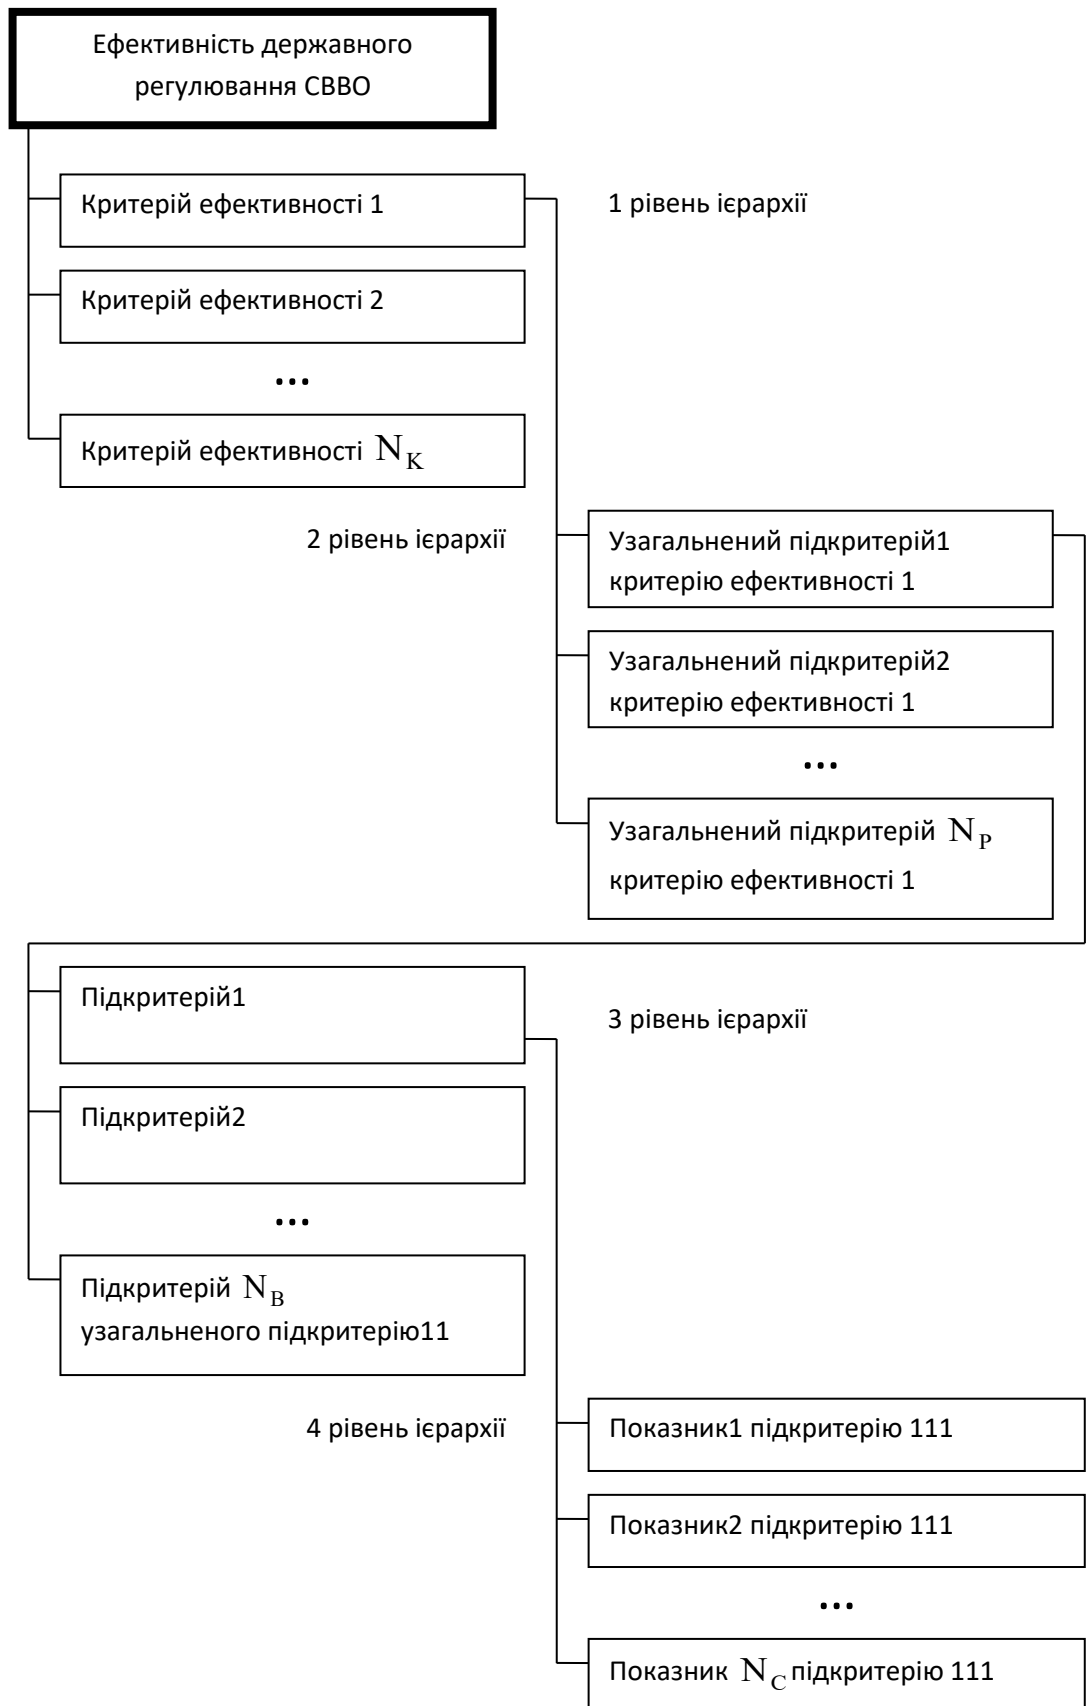 Ефективність державного
регулювання СВВО
Критерій ефективності 1
1 рівень ієрархії
Критерій ефективності 2
...
Критерій ефективності N_K
2 рівень ієрархії
Узагальнений підкритерій1
критерію ефективності 1
Узагальнений підкритерій2
критерію ефективності 1
...
Узагальнений підкритерій N_P
критерію ефективності 1
Підкритерій1
3 рівень ієрархії
Підкритерій2
...
Підкритерій N_B
узагальненого підкритерію11
4 рівень ієрархії
Показник1 підкритерію 111
Показник2 підкритерію 111
...
Показник N_C підкритерію 111